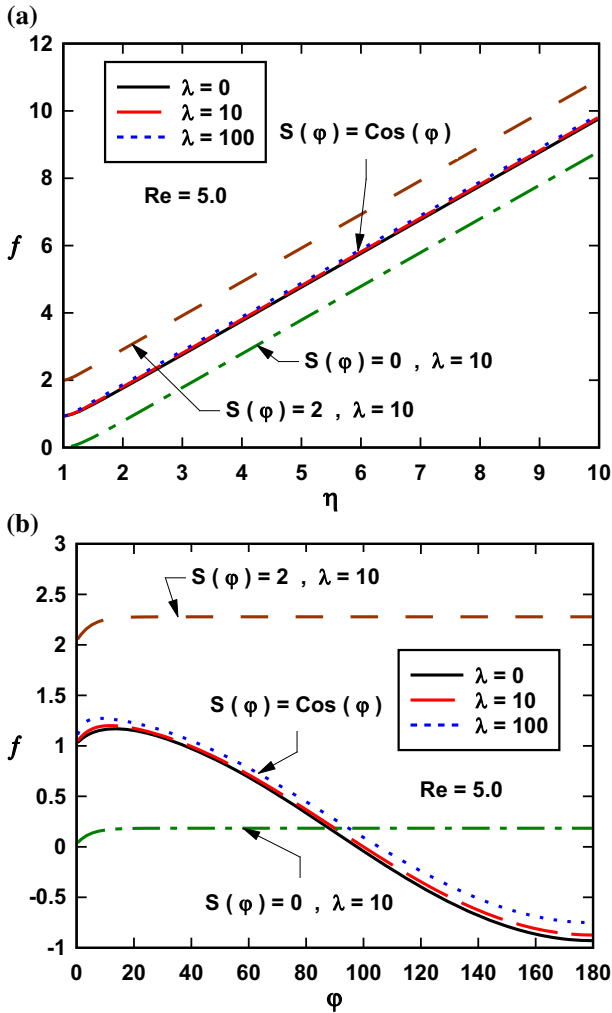 (a)
12
10
8
6
4
2
0
f
λ = 0
λ = 10
λ = 100
S ( φ ) = Cos ( φ )
Re = 5.0
S ( φ ) = 0 , λ = 10
S ( φ ) = 2 , λ = 10
1 2 3 4 5 6 7 8 9 10
η
(b)
3
2.5
2
1.5
1
0.5
0
-0.5
-1
f
S ( φ ) = 2 , λ = 10
S ( φ ) = Cos ( φ )
λ = 0
λ = 10
λ = 100
Re = 5.0
S ( φ ) = 0 , λ = 10
0 20 40 60 80 100 120 140 160 180
φ